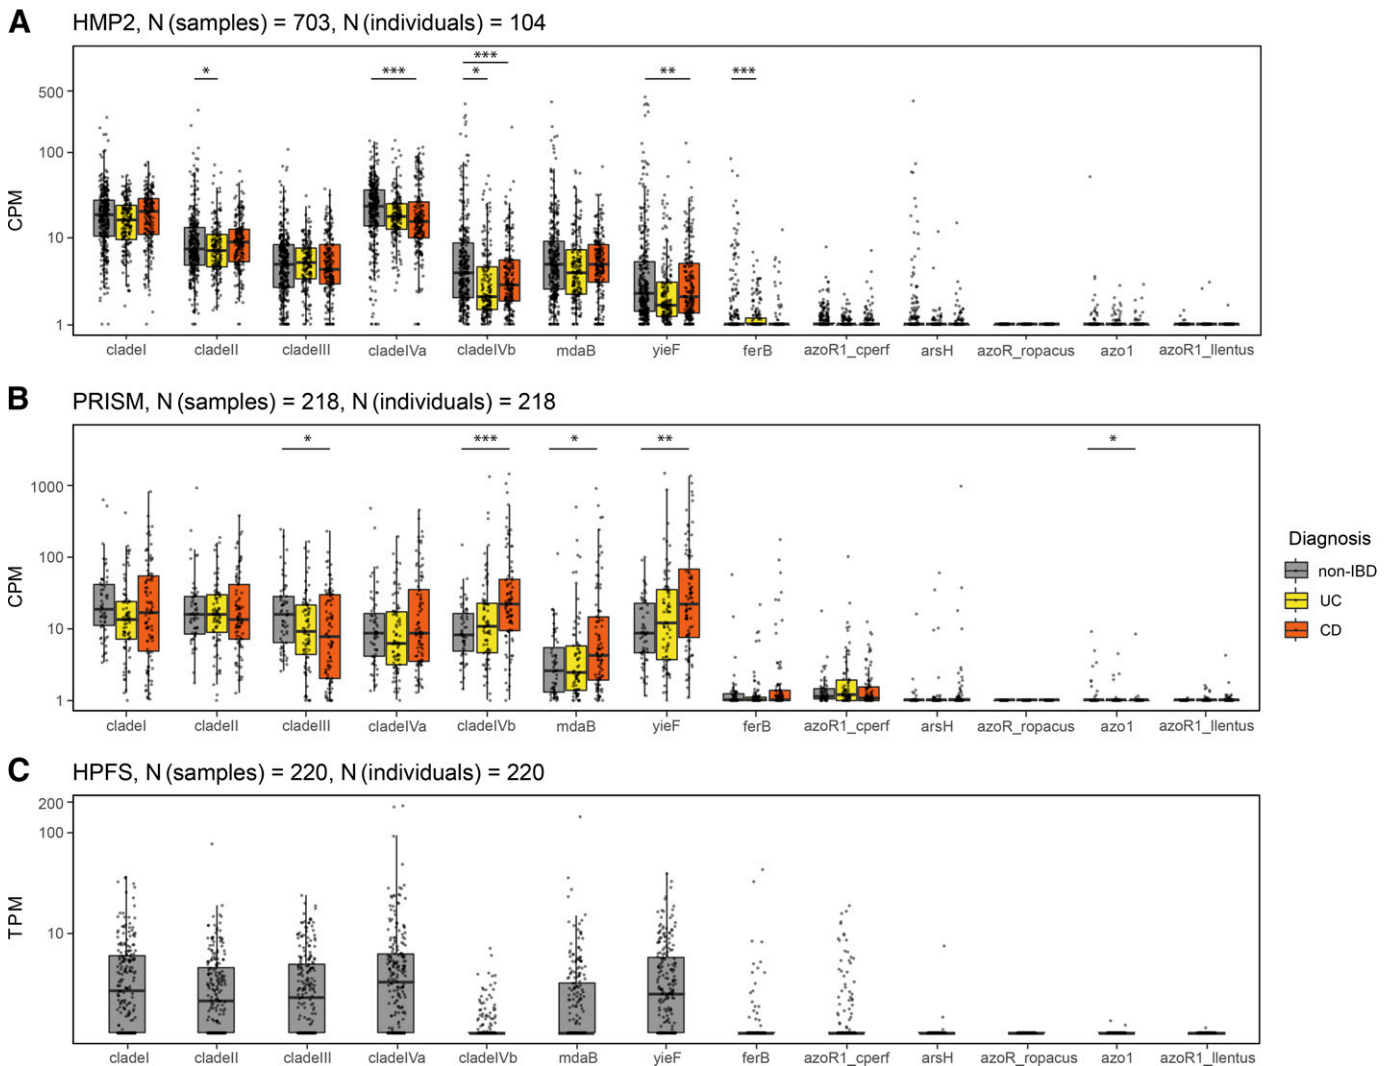 A HMP2, N (samples) = 703, N (individuals) = 104
* *** *** * ** ***
CPM
500
100
10
1
cladeI cladeII cladeIII cladeIVa cladeIVb mdaB yieF ferB azoR1_cperf arsH azoR_ropacus azo1 azoR1_llentus
B PRISM, N (samples) = 218, N (individuals) = 218
* *** * ** *
CPM
1000
100
10
1
cladeI cladeII cladeIII cladeIVa cladeIVb mdaB yieF ferB azoR1_cperf arsH azoR_ropacus azo1 azoR1_llentus
Diagnosis
non-IBD
UC
CD
C HPFS, N (samples) = 220, N (individuals) = 220
TPM
200
100
10
cladeI cladeII cladeIII cladeIVa cladeIVb mdaB yieF ferB azoR1_cperf arsH azoR_ropacus azo1 azoR1_llentus